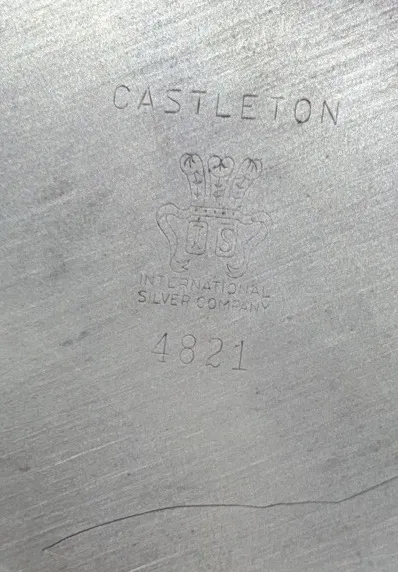 CASTLETON
IS
INTERNATIONAL
SILVER COMPANY
4821